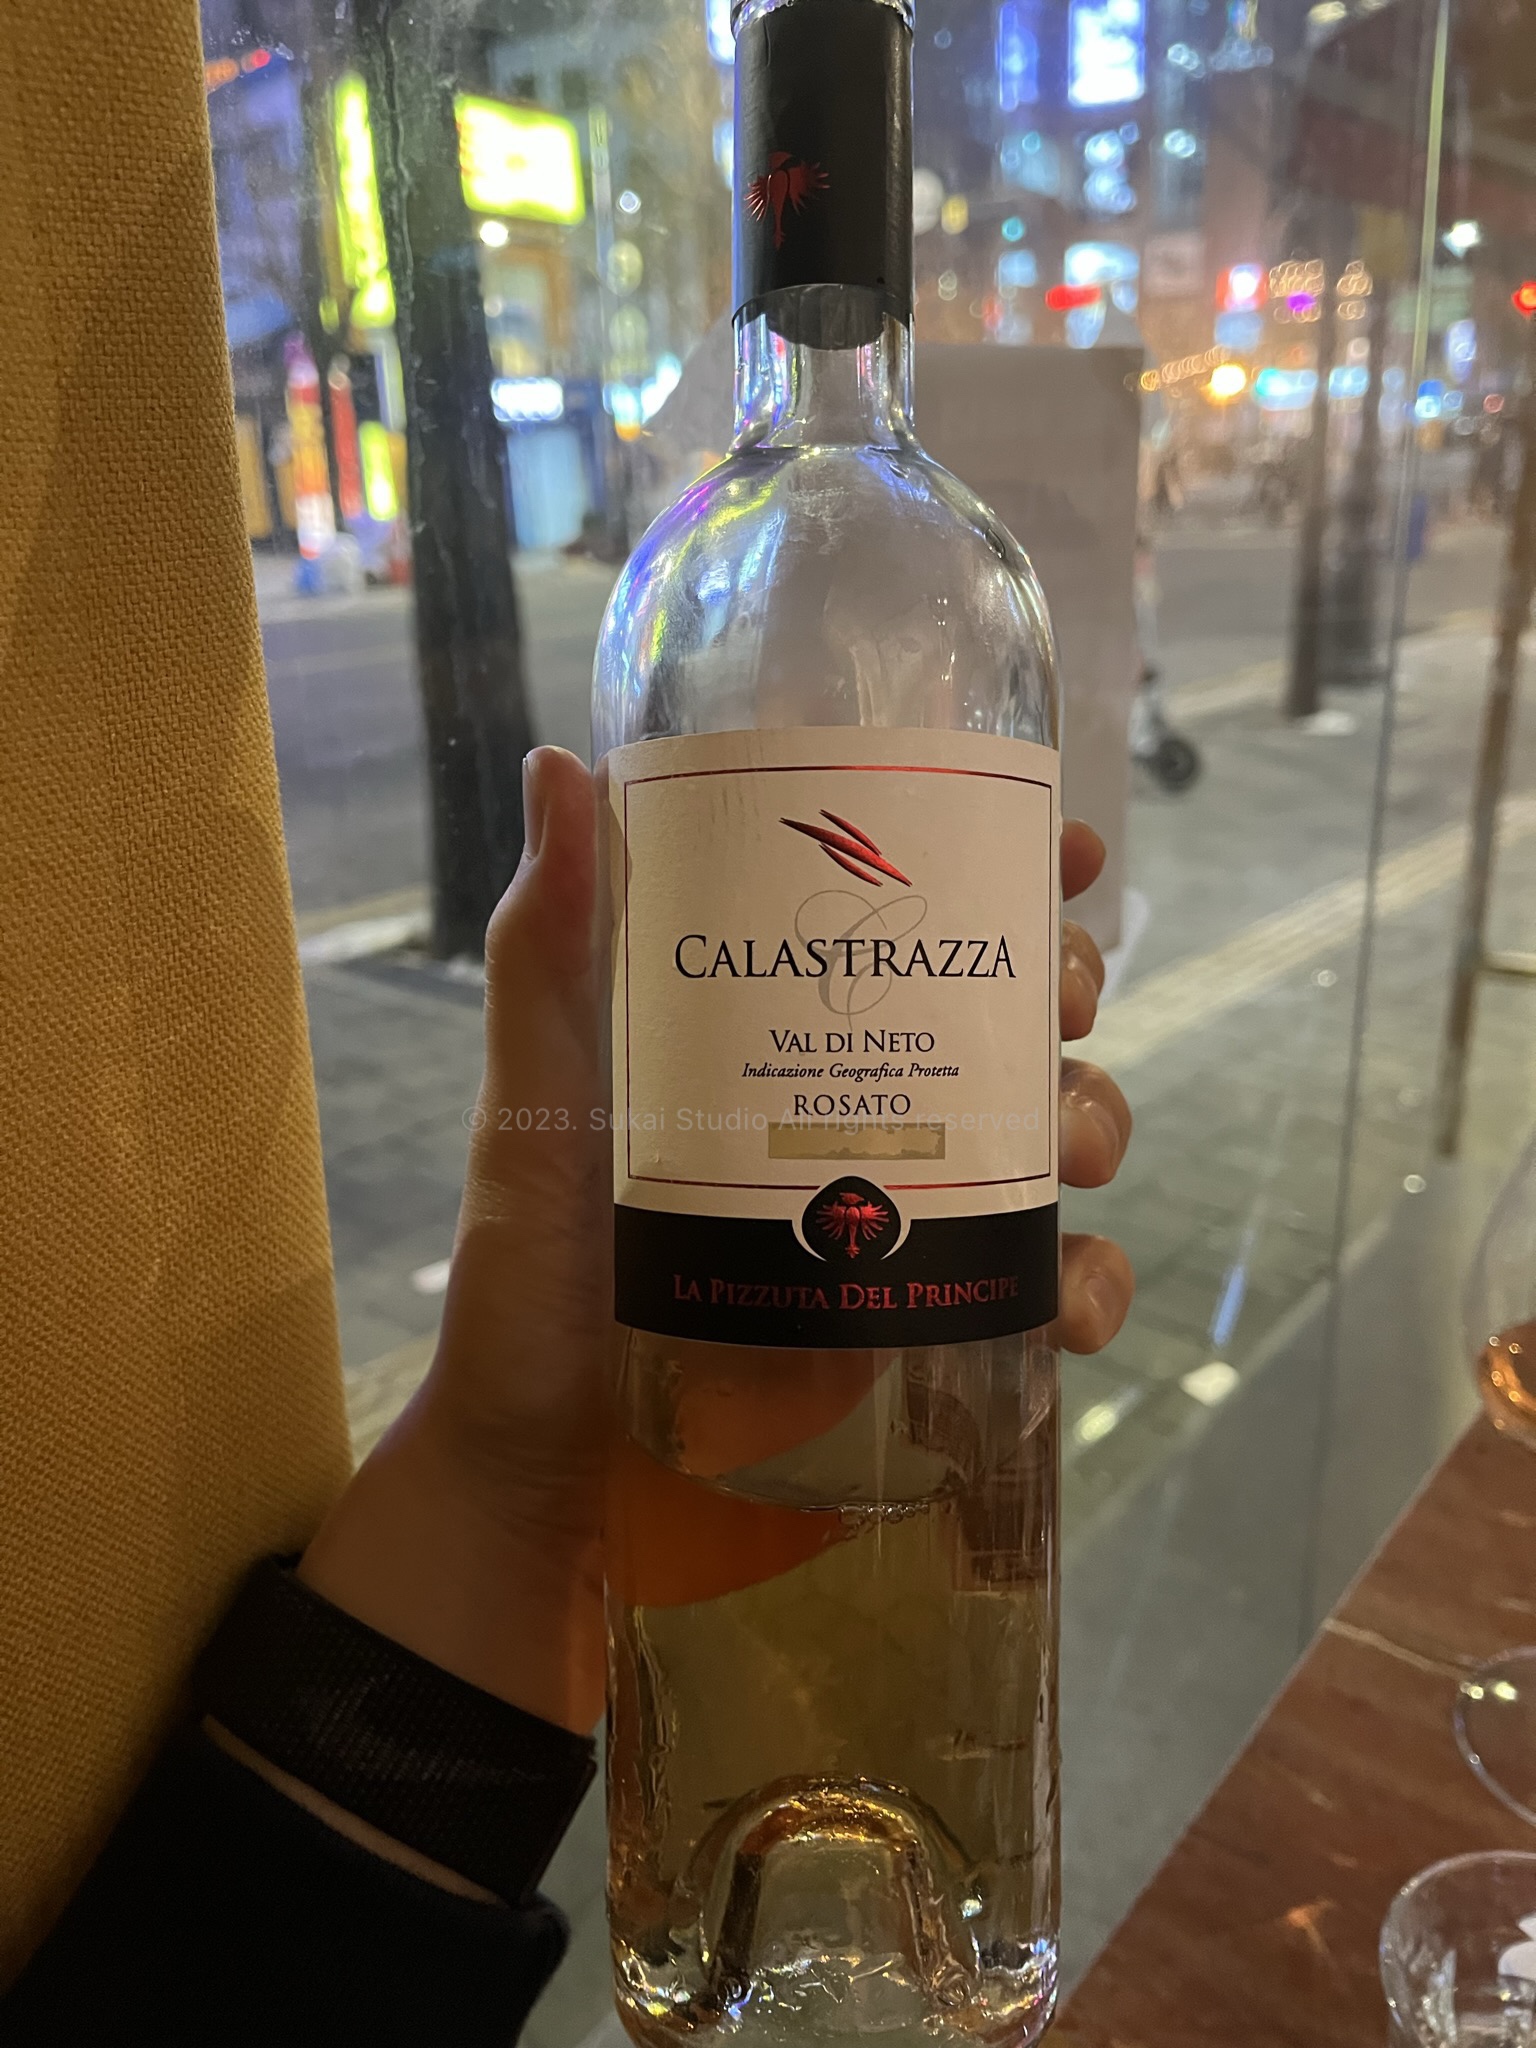 CALASTRAZZA
VAL DI NETO
Indicazione Geografica Protetta
ROSATO
© 2023. Sukai Studio All rights reserved
LA PIZZUTA DEL PRINCIPE